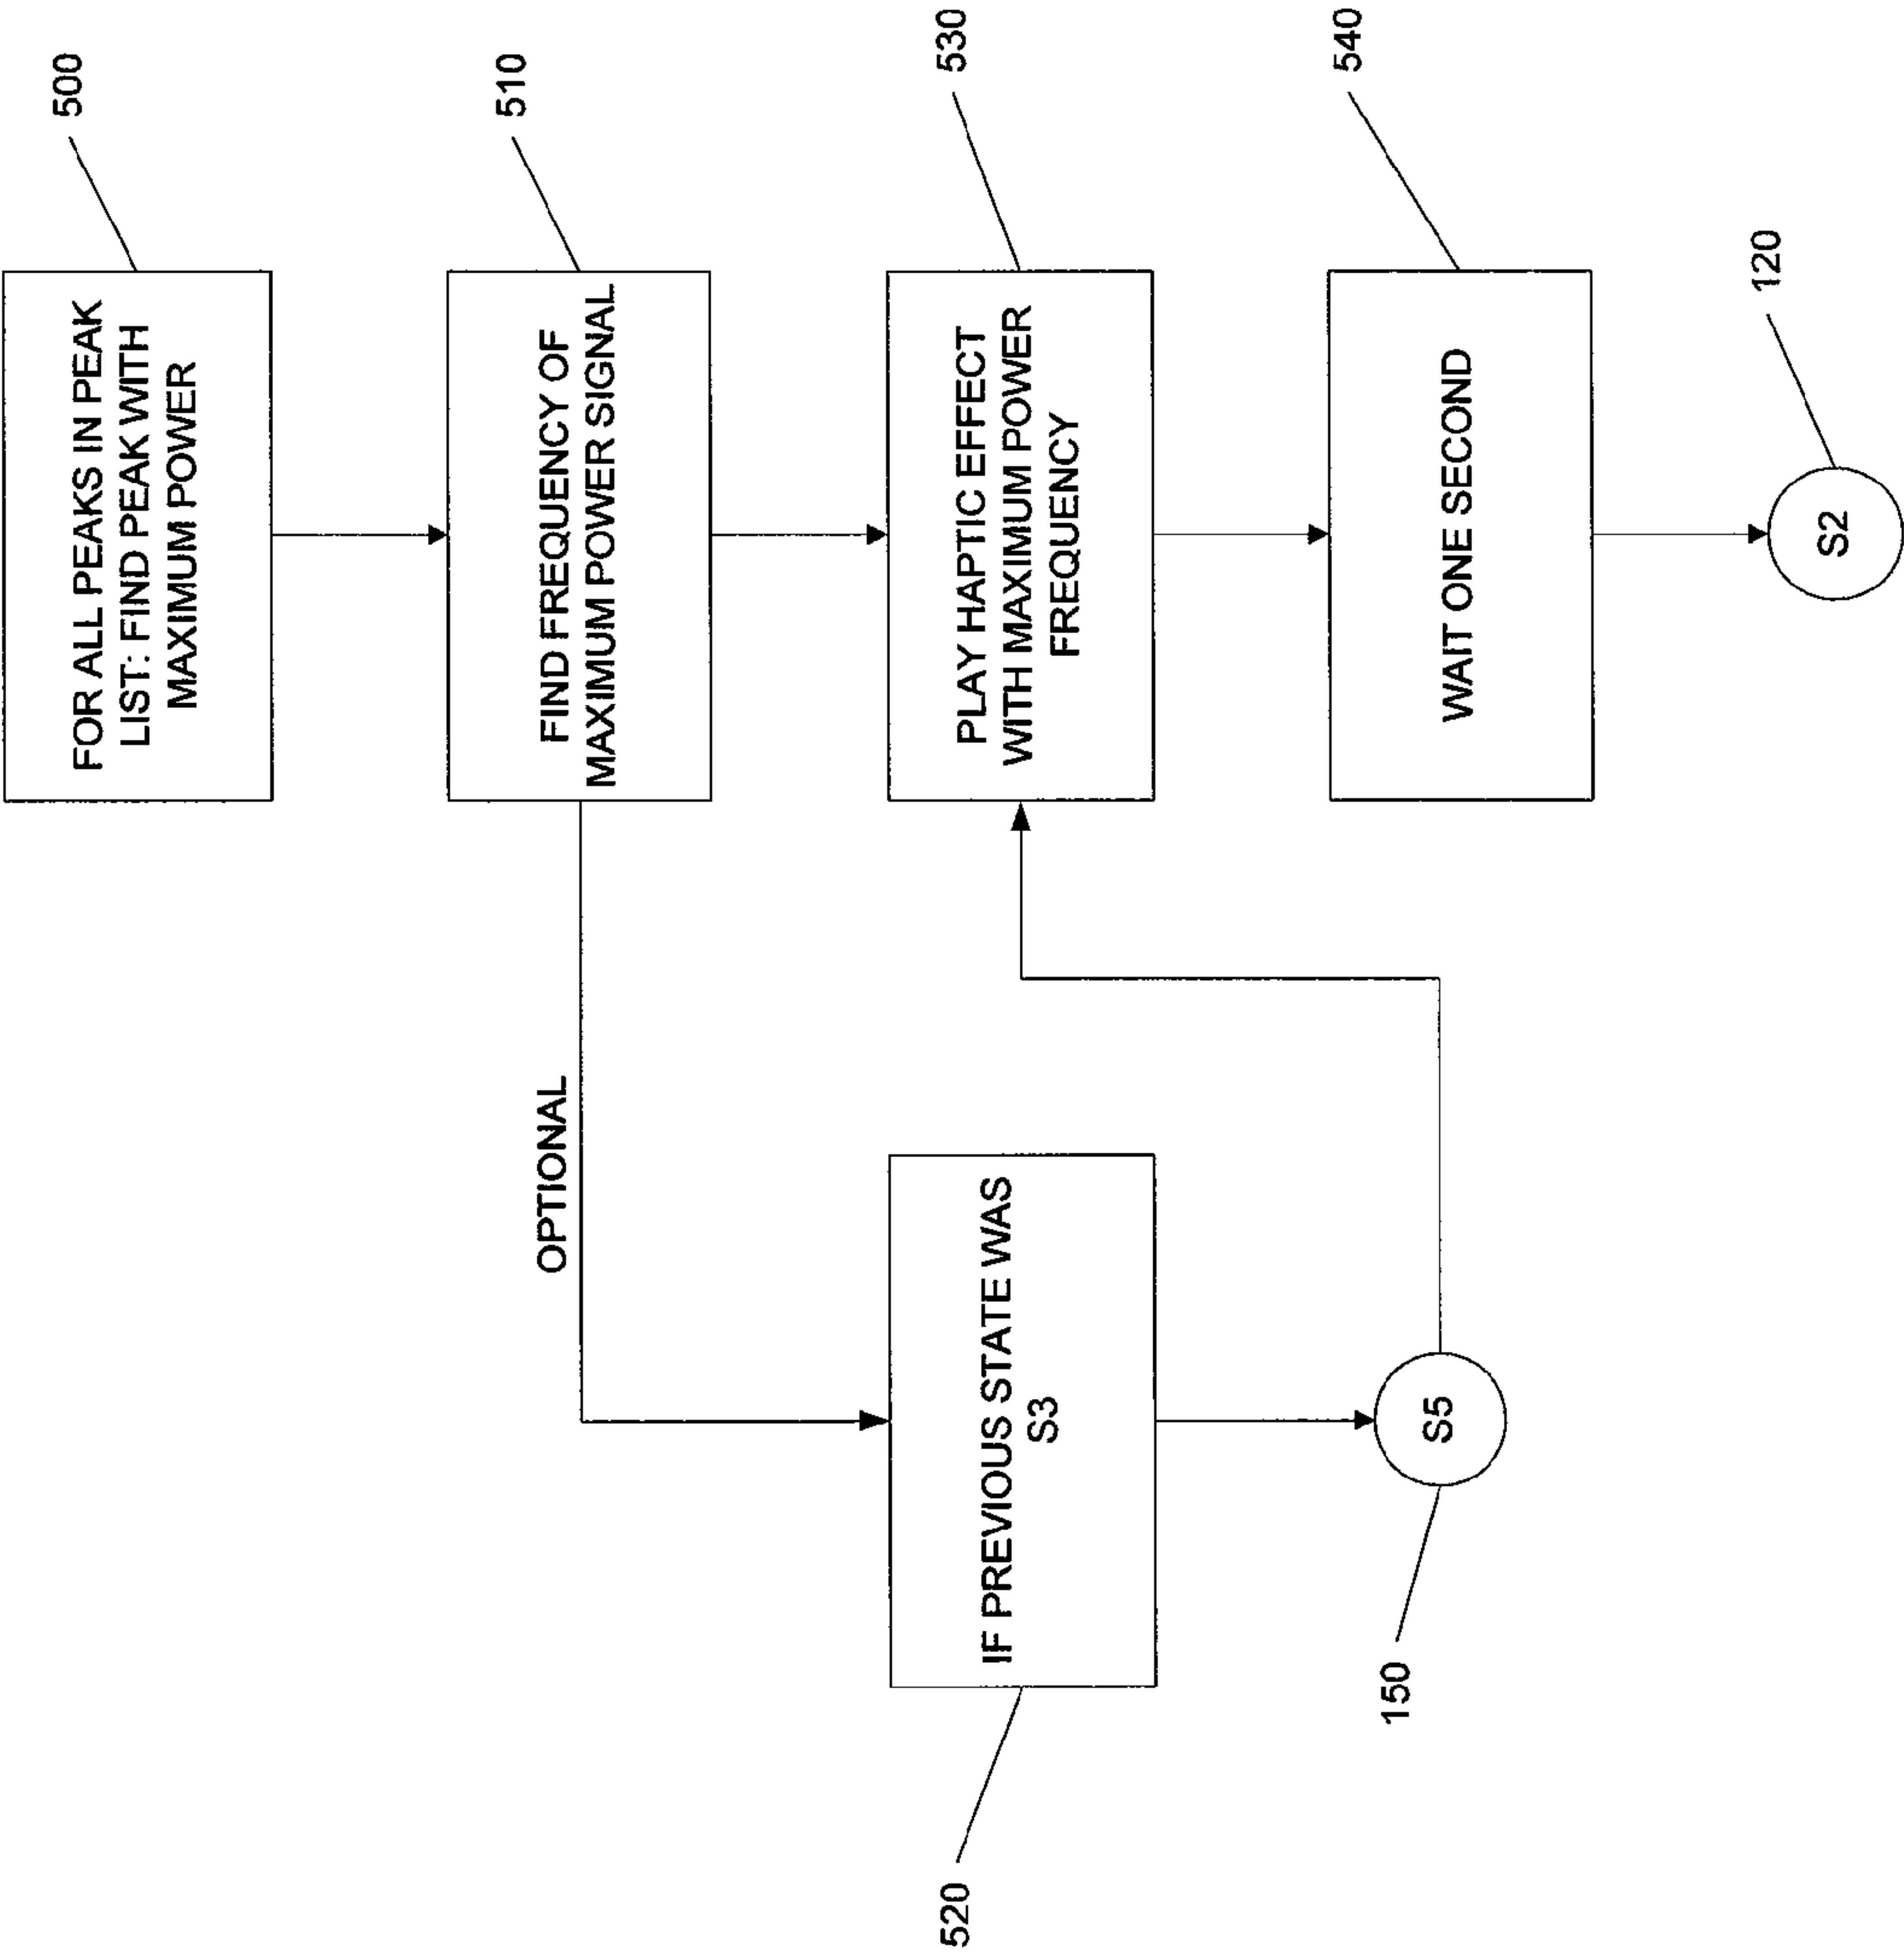 FOR ALL PEAKS IN PEAK
LIST: FIND PEAK WITH
MAXIMUM POWER
500
OPTIONAL
FIND FREQUENCY OF
MAXIMUM POWER SIGNAL
510
520
IF PREVIOUS STATE WAS
S3
PLAY HAPTIC EFFECT
WITH MAXIMUM POWER
FREQUENCY
530
150
S5
WAIT ONE SECOND
540
S2
120